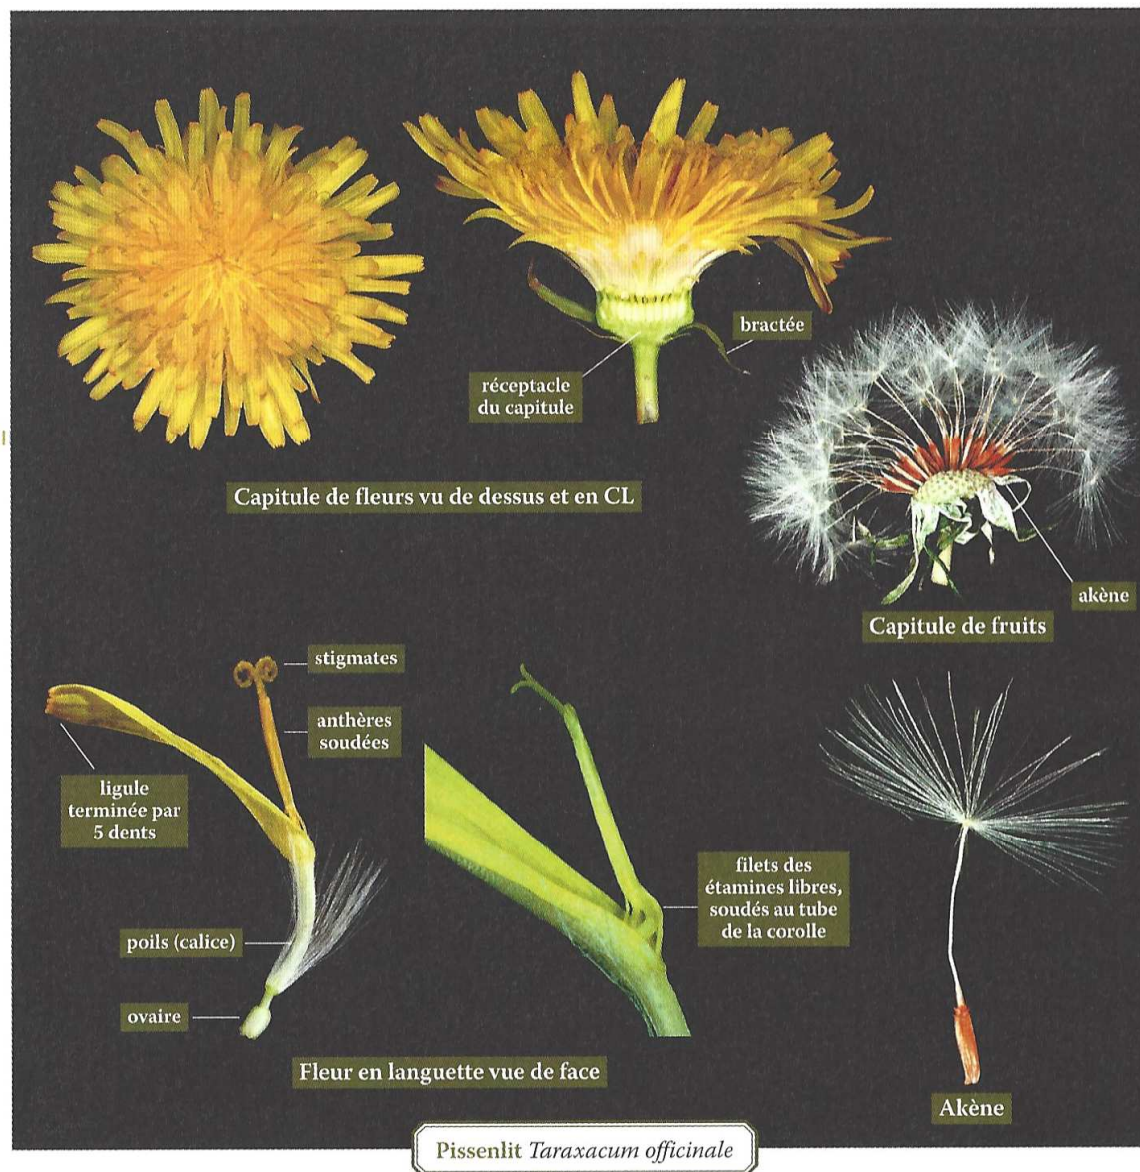 bractée
réceptacle
du capitule
Capitule de fleurs vu de dessus et en CL
akène
Capitule de fruits
stigmates
anthères
soudées
ligule
terminée par
5 dents
filets des
étamines libres,
soudés au tube
de la corolle
poils (calice)
ovaire
Fleur en languette vue de face
Akène
Pissenlit Taraxacum officinale